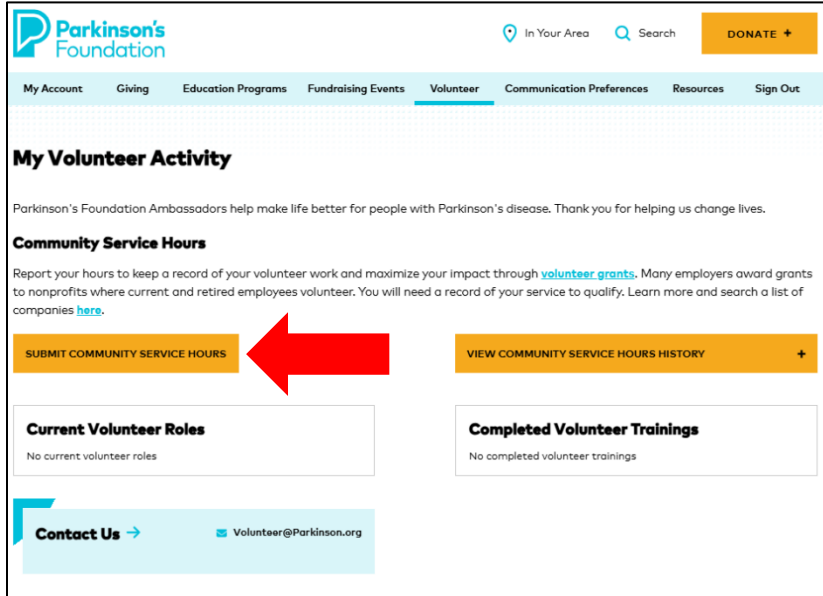 Parkinson's
Foundation
In Your Area
Search
DONATE +
My Account
Giving
Education Programs
Fundraising Events
Volunteer
Communication Preferences
Resources
Sign Out
My Volunteer Activity
Parkinson's Foundation Ambassadors help make life better for people with Parkinson's disease. Thank you for helping us change lives.
Community Service Hours
Report your hours to keep a record of your volunteer work and maximize your impact through volunteer grants. Many employers award grants
to nonprofits where current and retired employees volunteer. You will need a record of your service to qualify. Learn more and search a list of
companies here.
SUBMIT COMMUNITY SERVICE HOURS
VIEW COMMUNITY SERVICE HOURS HISTORY +
Current Volunteer Roles
No current volunteer roles
Completed Volunteer Trainings
No completed volunteer trainings
Contact Us →
Volunteer@Parkinson.org